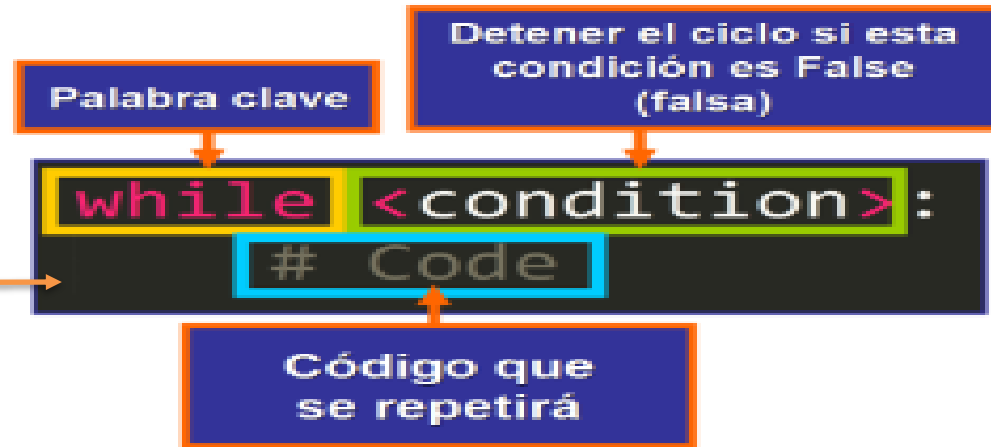 Detener el ciclo si esta
condición es False
(falsa)
Palabra clave
while <condition>:
# Code
Código que
se repetirá